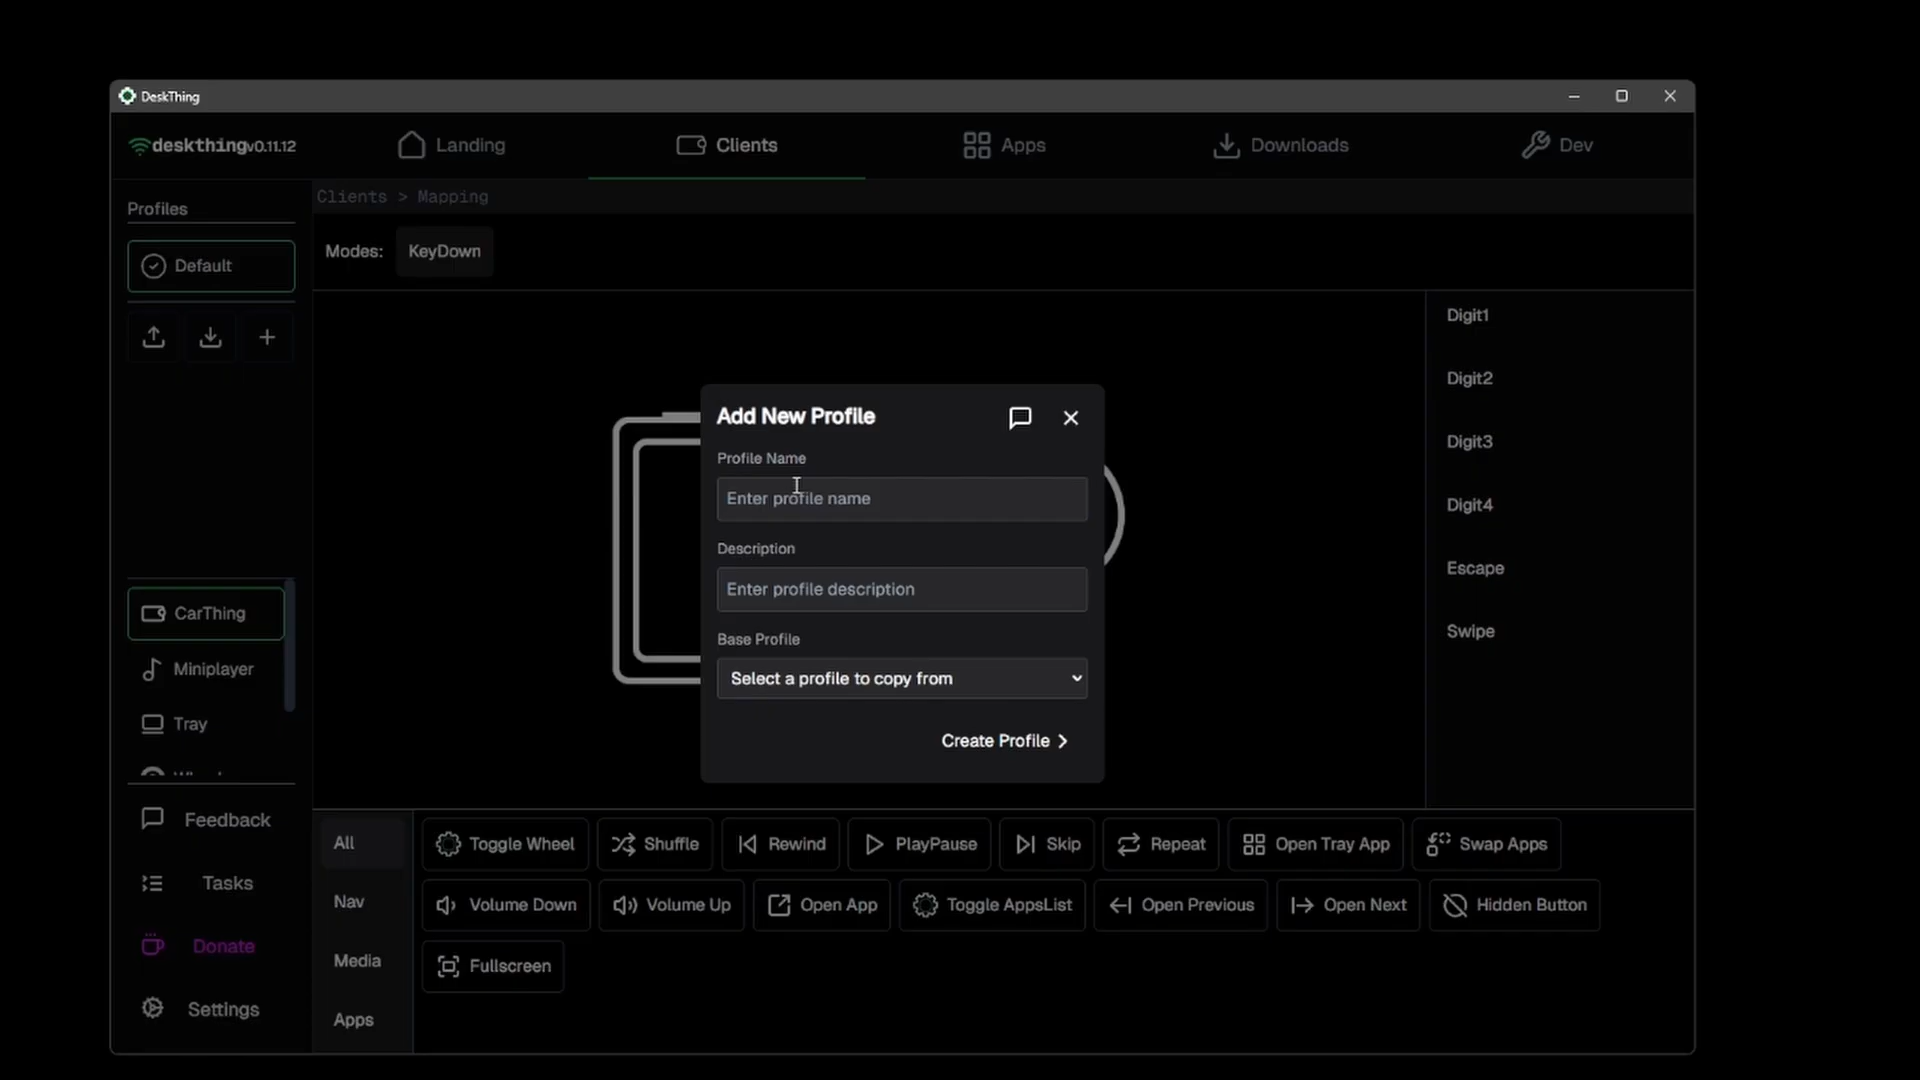 DeskThing
deskthingv0.11.12
Landing
Clients
Apps
Downloads
Dev
Profiles
Clients > Mapping
Default
Modes:
KeyDown
Digit1
Digit2
Digit3
Digit4
Escape
Swipe
Add New Profile
Profile Name
Enter profile name
Description
Enter profile description
Base Profile
Select a profile to copy from
Create Profile
CarThing
Miniplayer
Tray
Feedback
Tasks
Donate
Settings
All
Nav
Media
Apps
Toggle Wheel
Shuffle
Rewind
PlayPause
Skip
Repeat
Open Tray App
Swap Apps
Volume Down
Volume Up
Open App
Toggle AppsList
Open Previous
Open Next
Hidden Button
Fullscreen